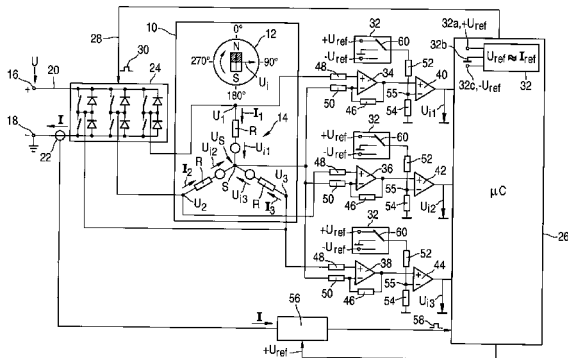 10
0°
12
32
32a,+Uref
+Uref
-Uref
60
28
30
N
270°
90°
S
Ui
180°
32b
32c,-Uref
Uref ≈ Iref
32
U
16
+
20
24
48
34
52
40
50
55
46
54
Ui1
U1
I1
R
14
Ui1
18
-
I
22
US
Ui2
I2
R
S
Ui3
R
I3
U2
U3
32
+Uref
-Uref
60
48
36
52
42
50
55
46
54
Ui2
µC
26
32
+Uref
-Uref
60
48
38
52
44
50
55
46
54
Ui3
I
56
58
+Uref